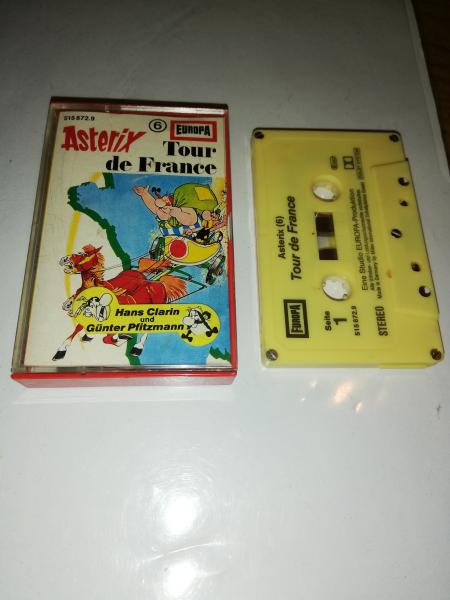 515 872.9
Asterix
6
EUROPA
Tour
de France
Hans Clarin
und
Günter Pfitzmann
Asterix (6)
Tour de France
EUROPA
Seite
1
515 872.9
STEREO
Eine Studio EUROPA-Produktion